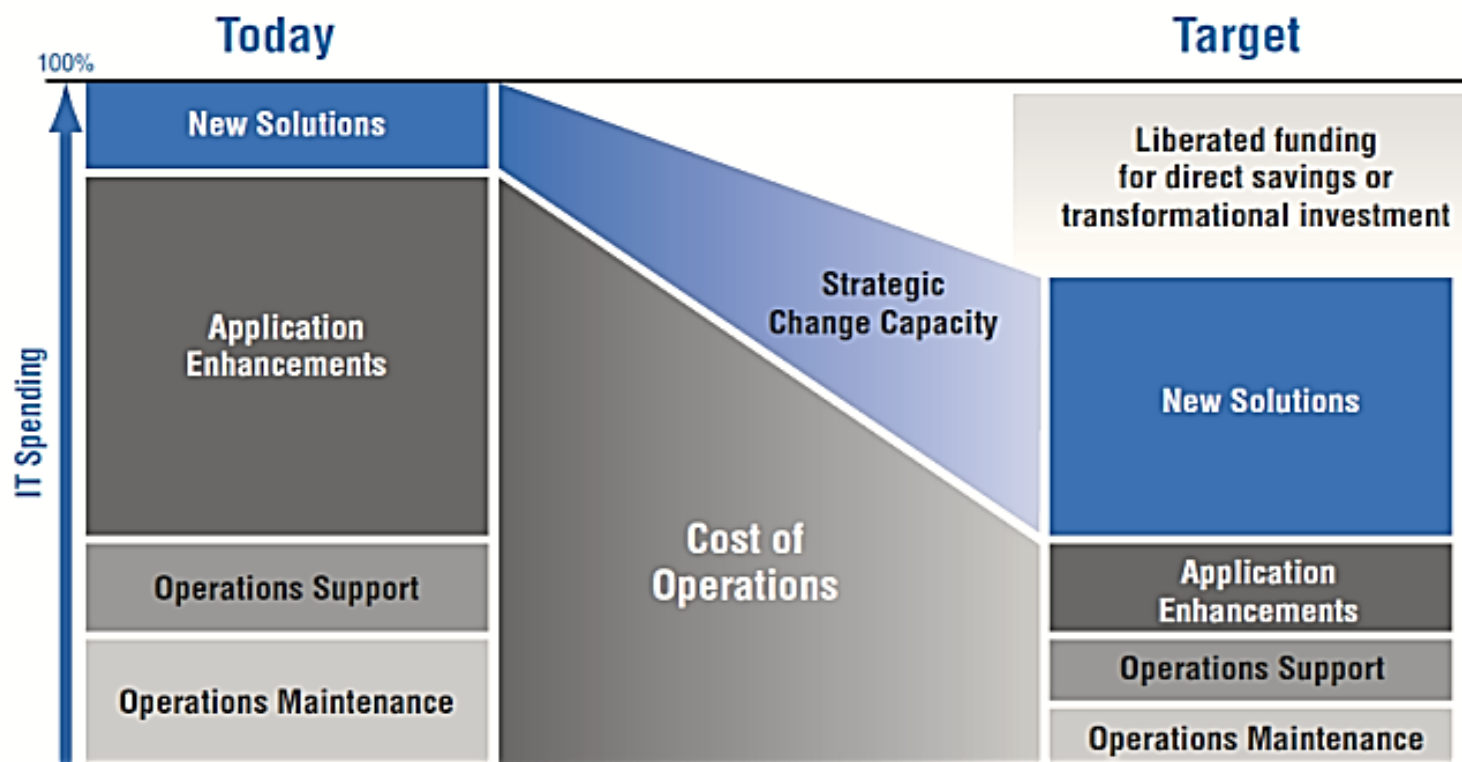 Today
Target
100%
IT Spending
New Solutions
Application
Enhancements
Operations Support
Operations Maintenance
Strategic
Change Capacity
Cost of
Operations
Liberated funding
for direct savings or
transformational investment
New Solutions
Application
Enhancements
Operations Support
Operations Maintenance